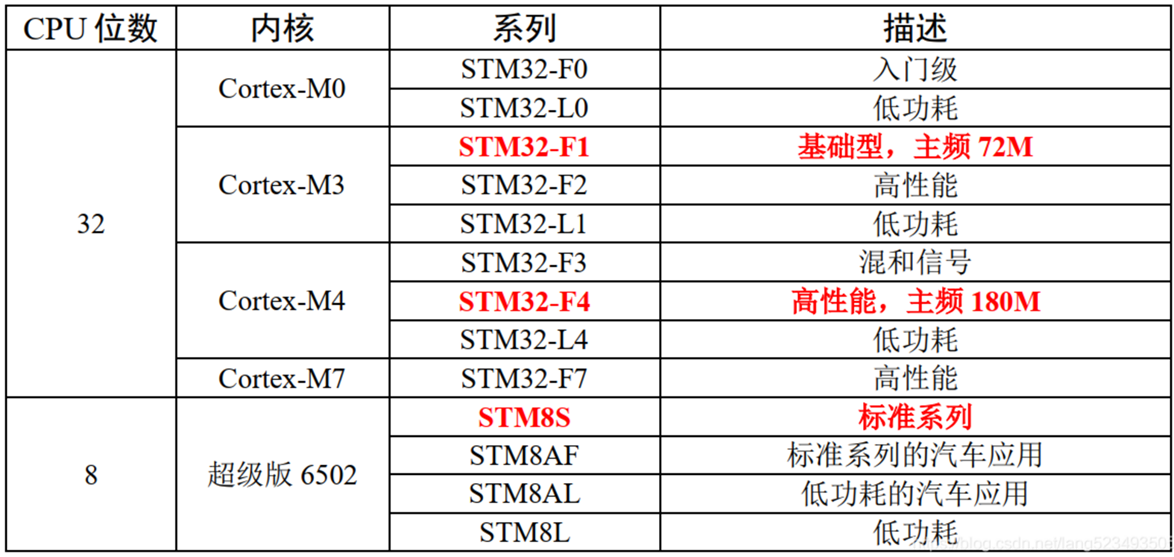 CPU 位数 内核 系列 描述
32 Cortex-M0 STM32-F0 入门级
STM32-L0 低功耗
Cortex-M3 STM32-F1 基础型，主频 72M
STM32-F2 高性能
STM32-L1 低功耗
Cortex-M4 STM32-F3 混和信号
STM32-F4 高性能，主频 180M
STM32-L4 低功耗
Cortex-M7 STM32-F7 高性能
8 超级版 6502 STM8S 标准系列
STM8AF 标准系列的汽车应用
STM8AL 低功耗的汽车应用
STM8L 低功耗